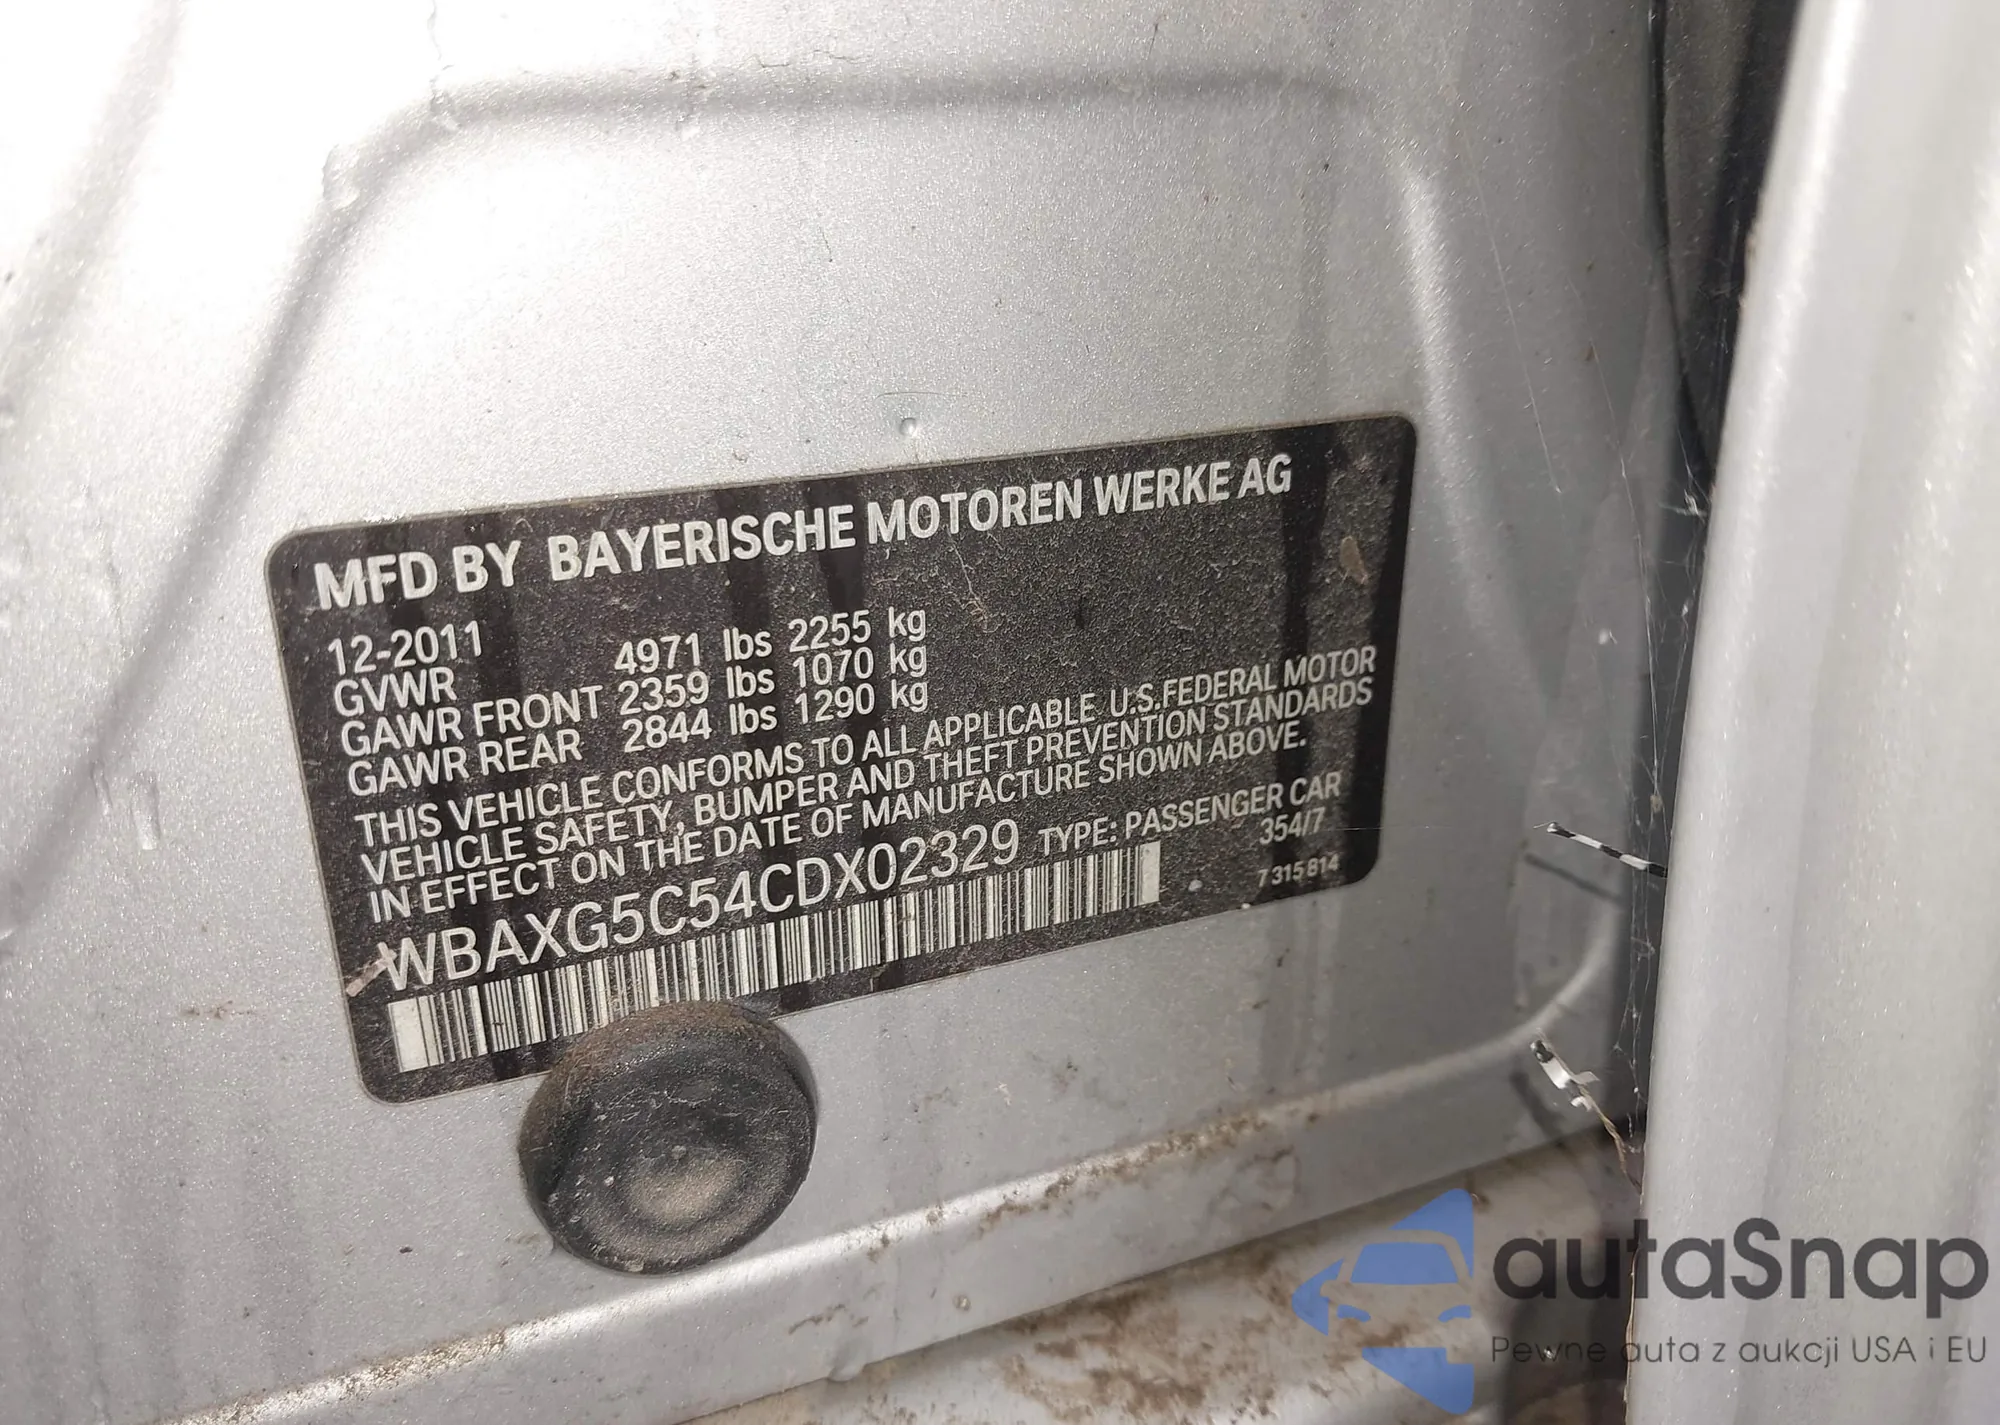 MFD BY BAYERISCHE MOTOREN WERKE AG
12-2011
GVWR 4971 lbs 2255 kg
GAWR FRONT 2359 lbs 1070 kg
GAWR REAR 2844 lbs 1290 kg
THIS VEHICLE CONFORMS TO ALL APPLICABLE U.S.FEDERAL MOTOR
VEHICLE SAFETY, BUMPER AND THEFT PREVENTION STANDARDS
IN EFFECT ON THE DATE OF MANUFACTURE SHOWN ABOVE.
WBAXG5C54CDX02329 TYPE: PASSENGER CAR
354/7
7 315 814
autaSnap
Pewne auta z aukcji USA i EU